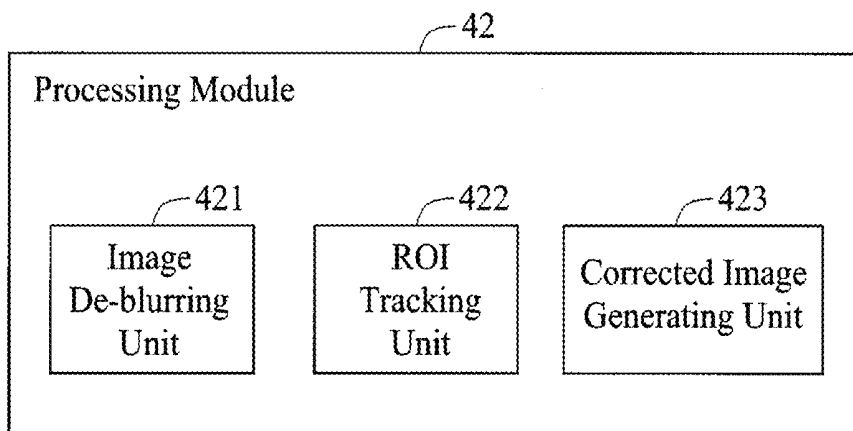 42
Processing Module
421
422
423
Image
De-blurring
Unit
ROI
Tracking
Unit
Corrected Image
Generating Unit